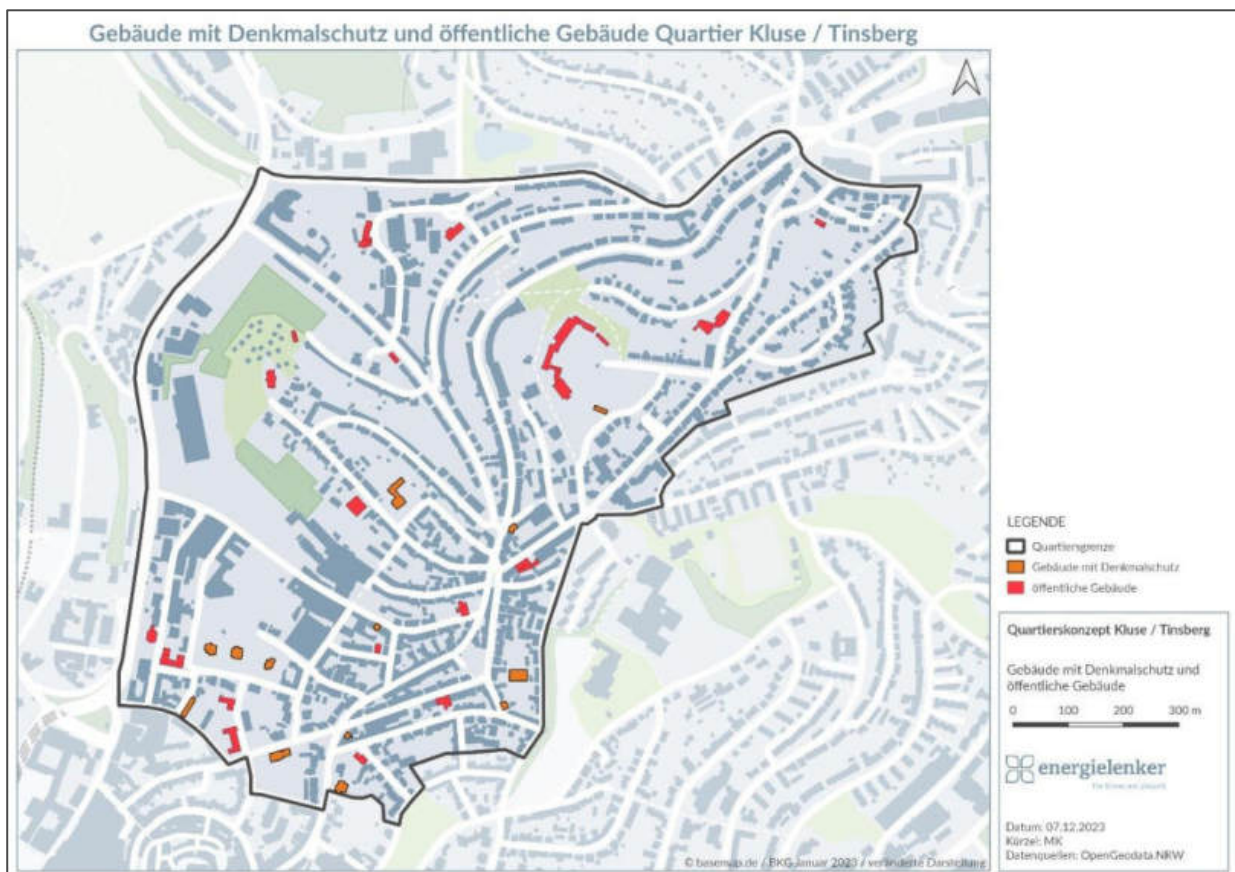 Gebäude mit Denkmalschutz und öffentliche Gebäude Quartier Kluse / Tinsberg
LEGENDE
Quartiersgrenze
Gebäude mit Denkmalschutz
öffentliche Gebäude
Quartierskonzept Kluse / Tinsberg
Gebäude mit Denkmalschutz und
öffentliche Gebäude
0 100 200 300 m
energielenker
Datum: 07.12.2023
Kürzel: MK
Datenquellen: OpenGeodata.NRW
© basemap.de / BKG Januar 2023 / veränderte Darstellung